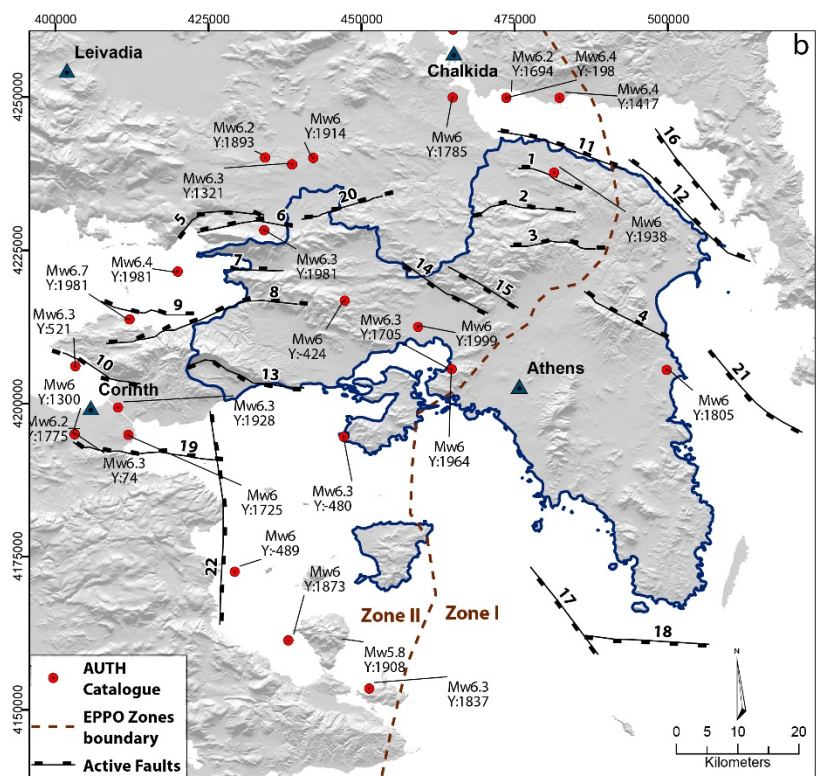 400000
425000
450000
475000
500000
b
Leivadia
Chalkida
Mw6.2
Y:1694
Mw6.4
Y:-198
Mw6.4
Y:1417
4250000
Mw6.2
Y:1893
Mw6
Y:1914
Mw6
Y:1785
Mw6.3
Y:1321
11
16
1
12
20
5
6
2
Mw6
Y:1938
4225000
Mw6.4
Y:1981
Mw6.3
Y:1981
3
7
14
15
Mw6.7
Y:1981
8
9
4
Mw6.3
Y:521
Mw6
Y:-424
Mw6.3
Y:1705
Mw6
Y:1999
21
10
13
Athens
Mw6
Y:1300
Corinth
4200000
Mw6.3
Y:1928
Mw6
Y:1805
Mw6.2
Y:1775
Mw6.3
Y:74
19
Mw6
Y:1725
Mw6.3
Y:-480
Mw6
Y:1964
4175000
22
Mw6
Y:-489
Mw6
Y:1873
17
Zone II
Zone I
18
Mw5.8
Y:1908
Mw6.3
Y:1837
4150000
AUTH
Catalogue
EPPO Zones
boundary
Active Faults
N
0
5
10
20
Kilometers